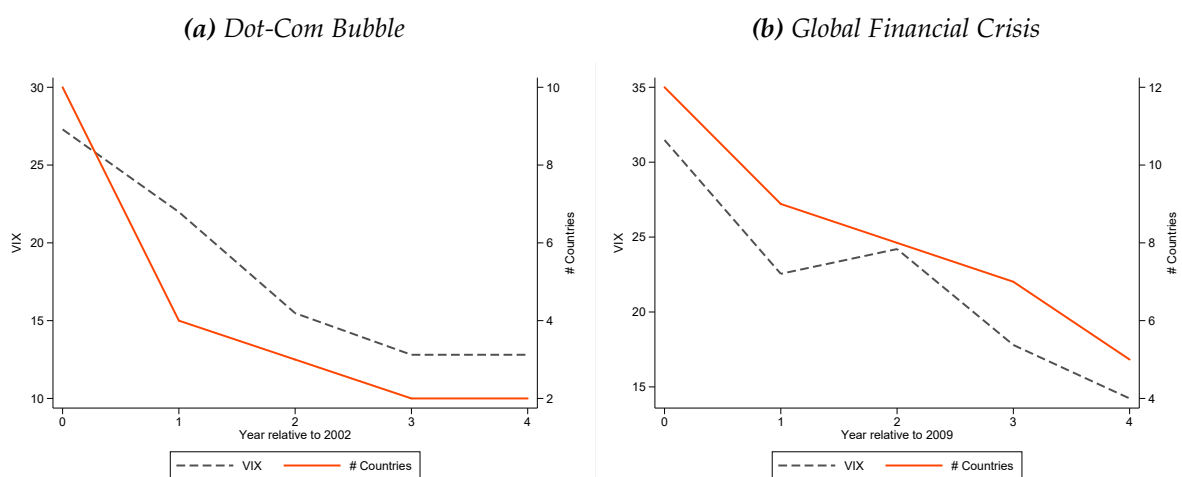 (a) Dot-Com Bubble
30
25
20
15
10
VIX
10
8
6
4
2
# Countries
0 1 2 3 4
Year relative to 2002
VIX # Countries
(b) Global Financial Crisis
35
30
25
20
15
VIX
12
10
8
6
4
# Countries
0 1 2 3 4
Year relative to 2009
VIX # Countries